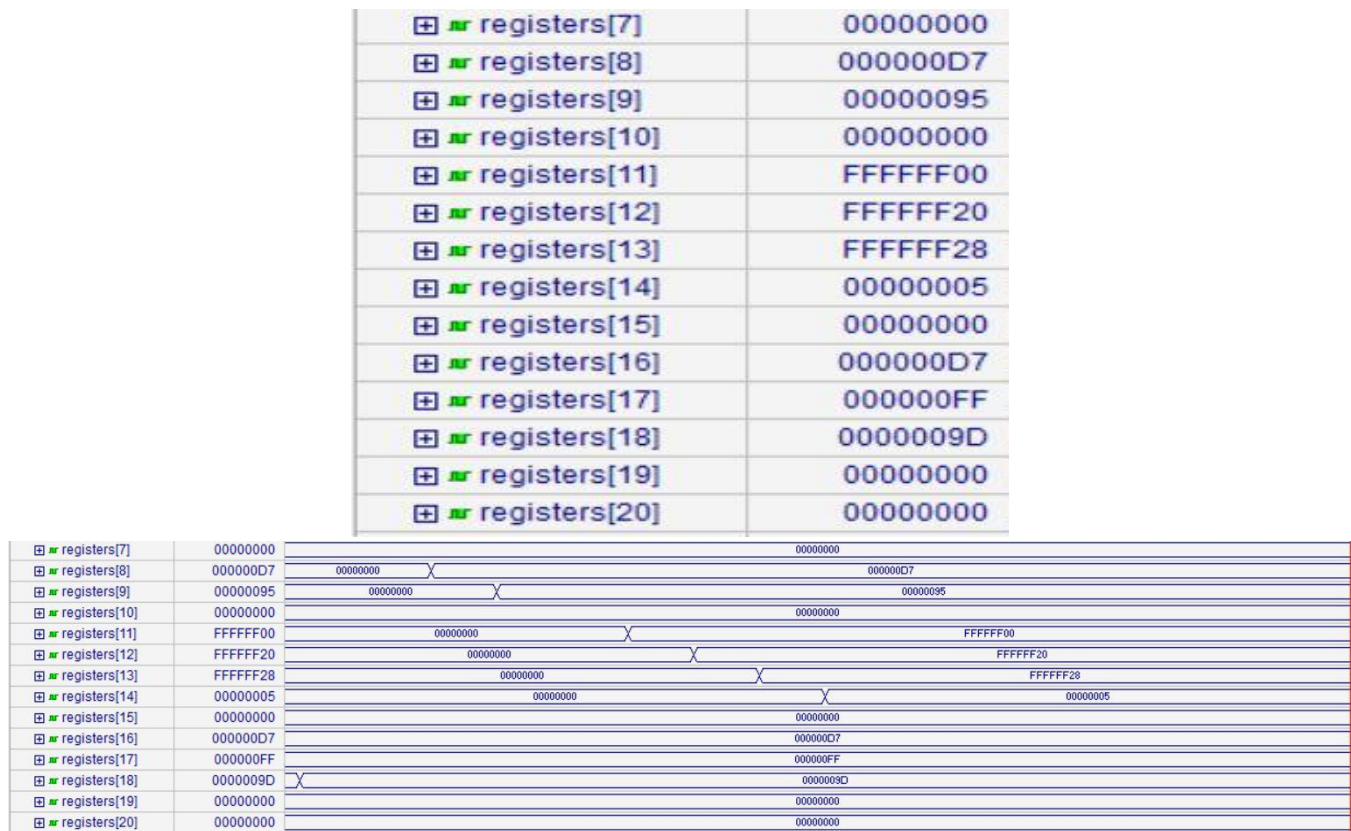 registers[7] 00000000
registers[8] 000000D7
registers[9] 00000095
registers[10] 00000000
registers[11] FFFFFF00
registers[12] FFFFFF20
registers[13] FFFFFF28
registers[14] 00000005
registers[15] 00000000
registers[16] 000000D7
registers[17] 000000FF
registers[18] 0000009D
registers[19] 00000000
registers[20] 00000000
registers[7] 00000000 00000000
registers[8] 000000D7 00000000 000000D7
registers[9] 00000095 00000000 00000095
registers[10] 00000000 00000000
registers[11] FFFFFF00 00000000 FFFFFF00
registers[12] FFFFFF20 00000000 FFFFFF20
registers[13] FFFFFF28 00000000 FFFFFF28
registers[14] 00000005 00000000 00000005
registers[15] 00000000 00000000
registers[16] 000000D7 000000D7
registers[17] 000000FF 000000FF
registers[18] 0000009D 0000009D
registers[19] 00000000 00000000
registers[20] 00000000 00000000